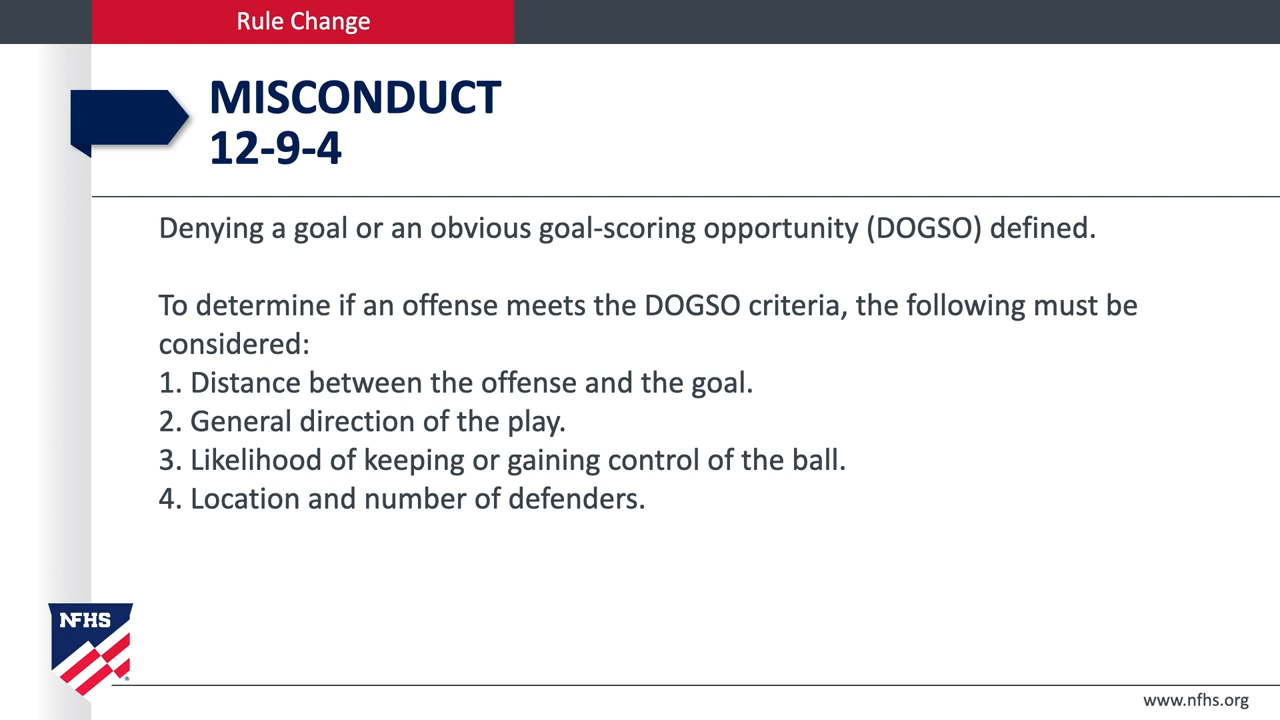 Rule Change
MISCONDUCT
12-9-4
Denying a goal or an obvious goal-scoring opportunity (DOGSO) defined.
To determine if an offense meets the DOGSO criteria, the following must be
considered:
1. Distance between the offense and the goal.
2. General direction of the play.
3. Likelihood of keeping or gaining control of the ball.
4. Location and number of defenders.
NFHS
www.nfhs.org